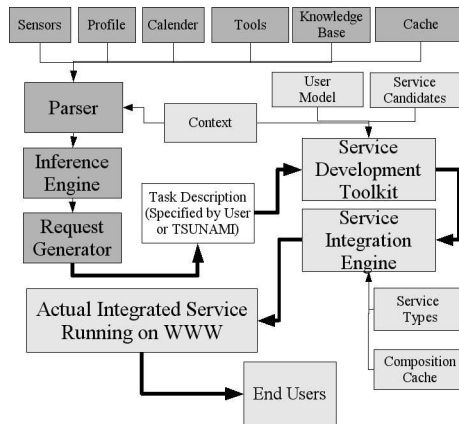 Sensors
Profile
Calender
Tools
Knowledge
Base
Cache
User
Model
Service
Candidates
Parser
Context
Inference
Engine
Service
Development
Toolkit
Task Description
(Specified by User
or TSUNAMI)
Request
Generator
Service
Integration
Engine
Actual Integrated Service
Running on WWW
Service
Types
Composition
Cache
End Users